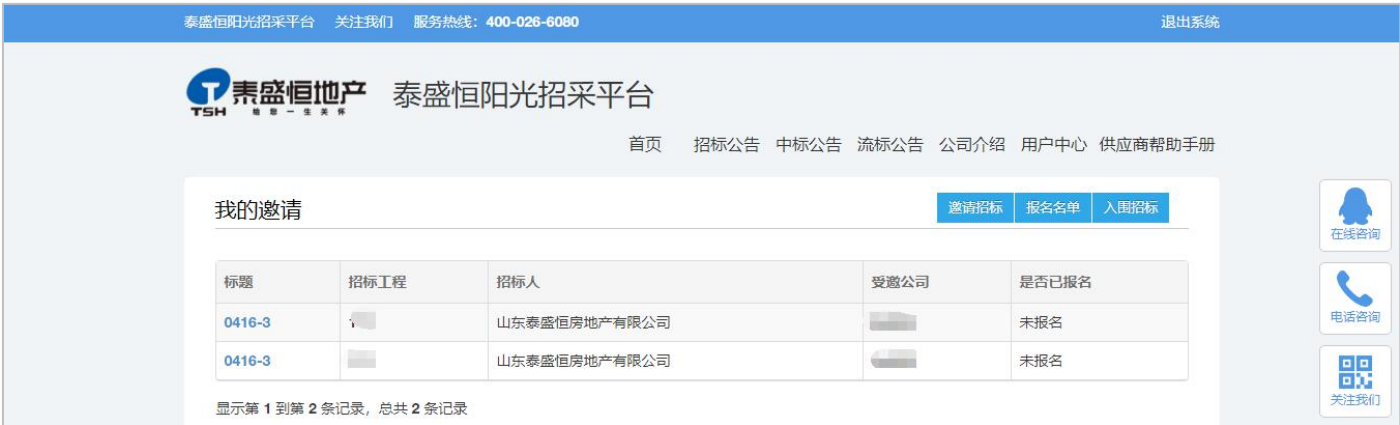 泰盛恒阳光招采平台 关注我们 服务热线：400-026-6080 退出系统
泰盛恒地产 泰盛恒阳光招采平台
TSH 给您一生关怀
首页 招标公告 中标公告 流标公告 公司介绍 用户中心 供应商帮助手册
我的邀请 邀请招标 报名名单 入围招标
标题 招标工程 招标人 受邀公司 是否已报名
0416-3 山东泰盛恒房地产有限公司 未报名
0416-3 山东泰盛恒房地产有限公司 未报名
显示第 1 到第 2 条记录，总共 2 条记录
在线咨询
电话咨询
关注我们